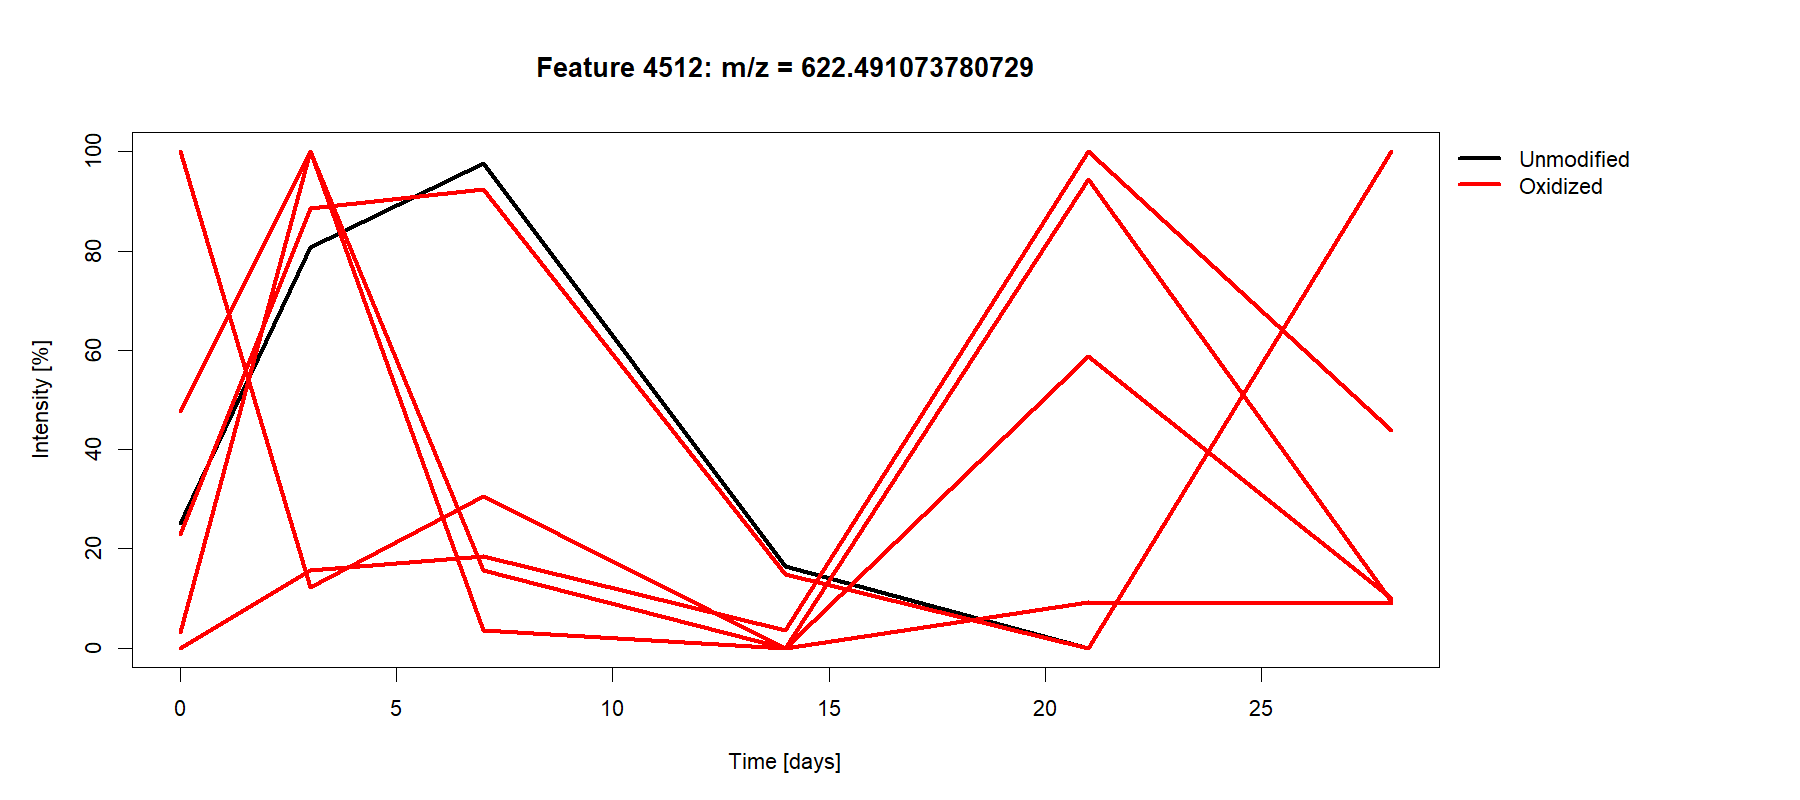 Feature 4512: m/z = 622.491073780729
Unmodified
Oxidized
Intensity [%]
100
80
60
40
20
0
0 5 10 15 20 25
Time [days]